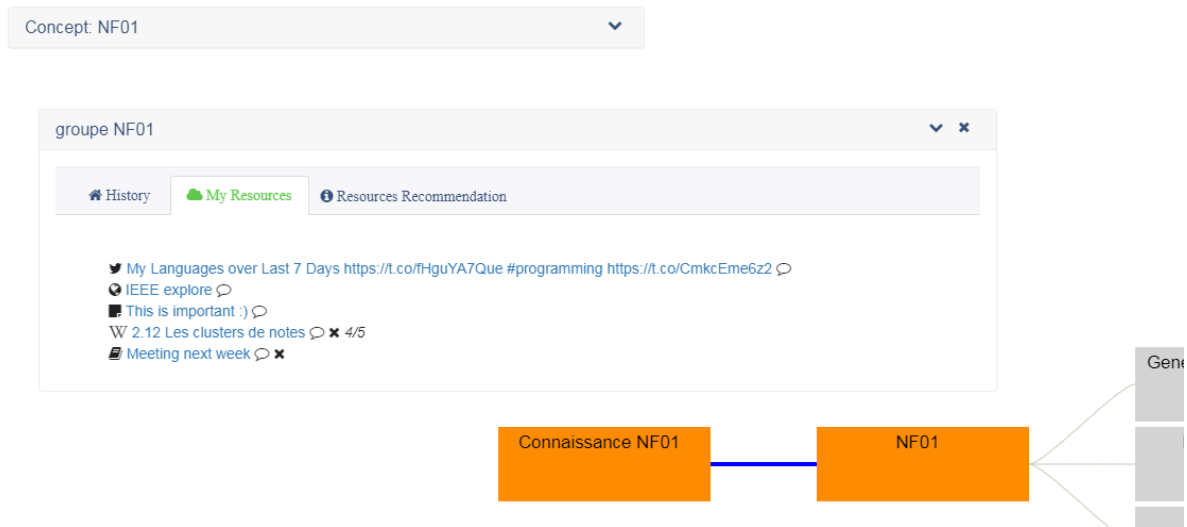 Concept: NF01
groupe NF01
History My Resources Resources Recommendation
My Languages over Last 7 Days https://t.co/fHguYA7Que #programming https://t.co/CmkcEme6z2
IEEE explore
This is important :)
W 2.12 Les clusters de notes 4/5
Meeting next week
Gene
Connaissance NF01 NF01